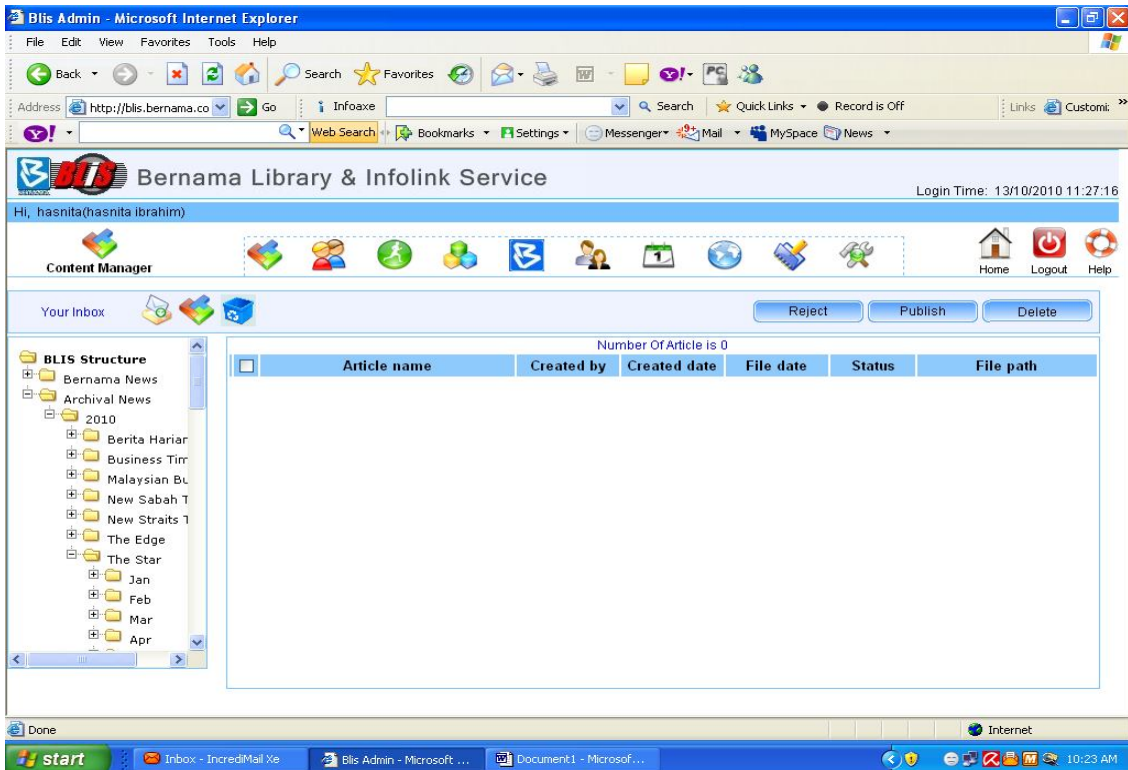 Blis Admin - Microsoft Internet Explorer
File Edit View Favorites Tools Help
Back Search Favorites
Address http://blis.bernama.co Go Infoaxe Search Quick Links Record is Off Links Customi: »
Web Search Bookmarks Settings Messenger Mail MySpace News
BLIS Bernama Library & Infolink Service
Login Time: 13/10/2010 11:27:16
Hi, hasnita(hasnita ibrahim)
Content Manager Home Logout Help
Your Inbox Reject Publish Delete
Number Of Article is 0
Article name Created by Created date File date Status File path
BLIS Structure
Bernama News
Archival News
2010
Berita Harian
Business Tim
Malaysian Bu
New Sabah T
New Straits T
The Edge
The Star
Jan
Feb
Mar
Apr
Done Internet
start Inbox - IncrediMail Xe Blis Admin - Microsoft ... Document1 - Microsof... 10:23 AM